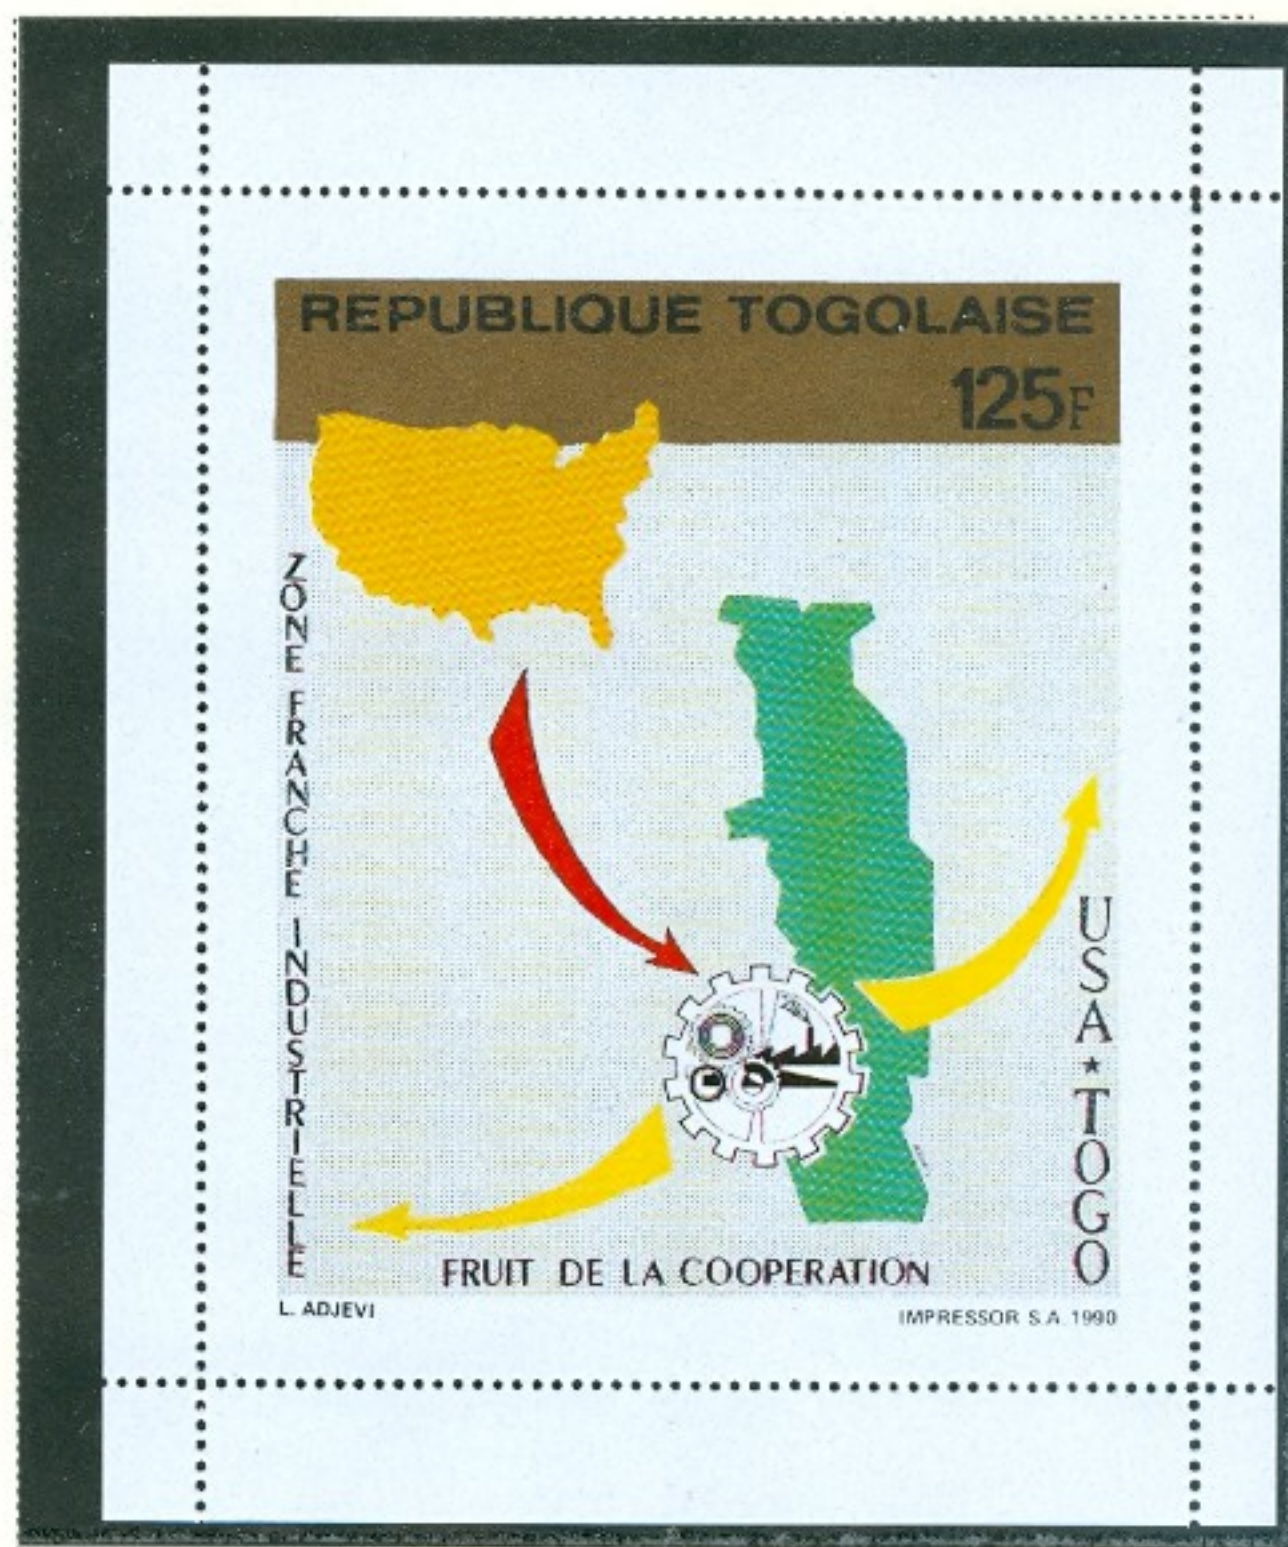 REPUBLIQUE TOGOLAISE
125F
ZONE FRANCHE INDUSTRIELLE
USA★TOGO
FRUIT DE LA COOPERATION
L. ADJEVI
IMPRESSOR S.A. 1990